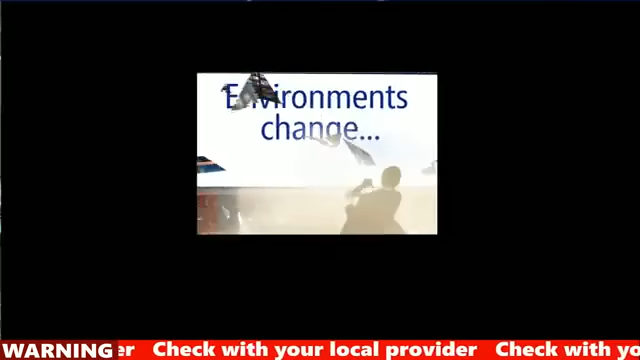 Environments
change...
WARNING er Check with your local provider Check with yo